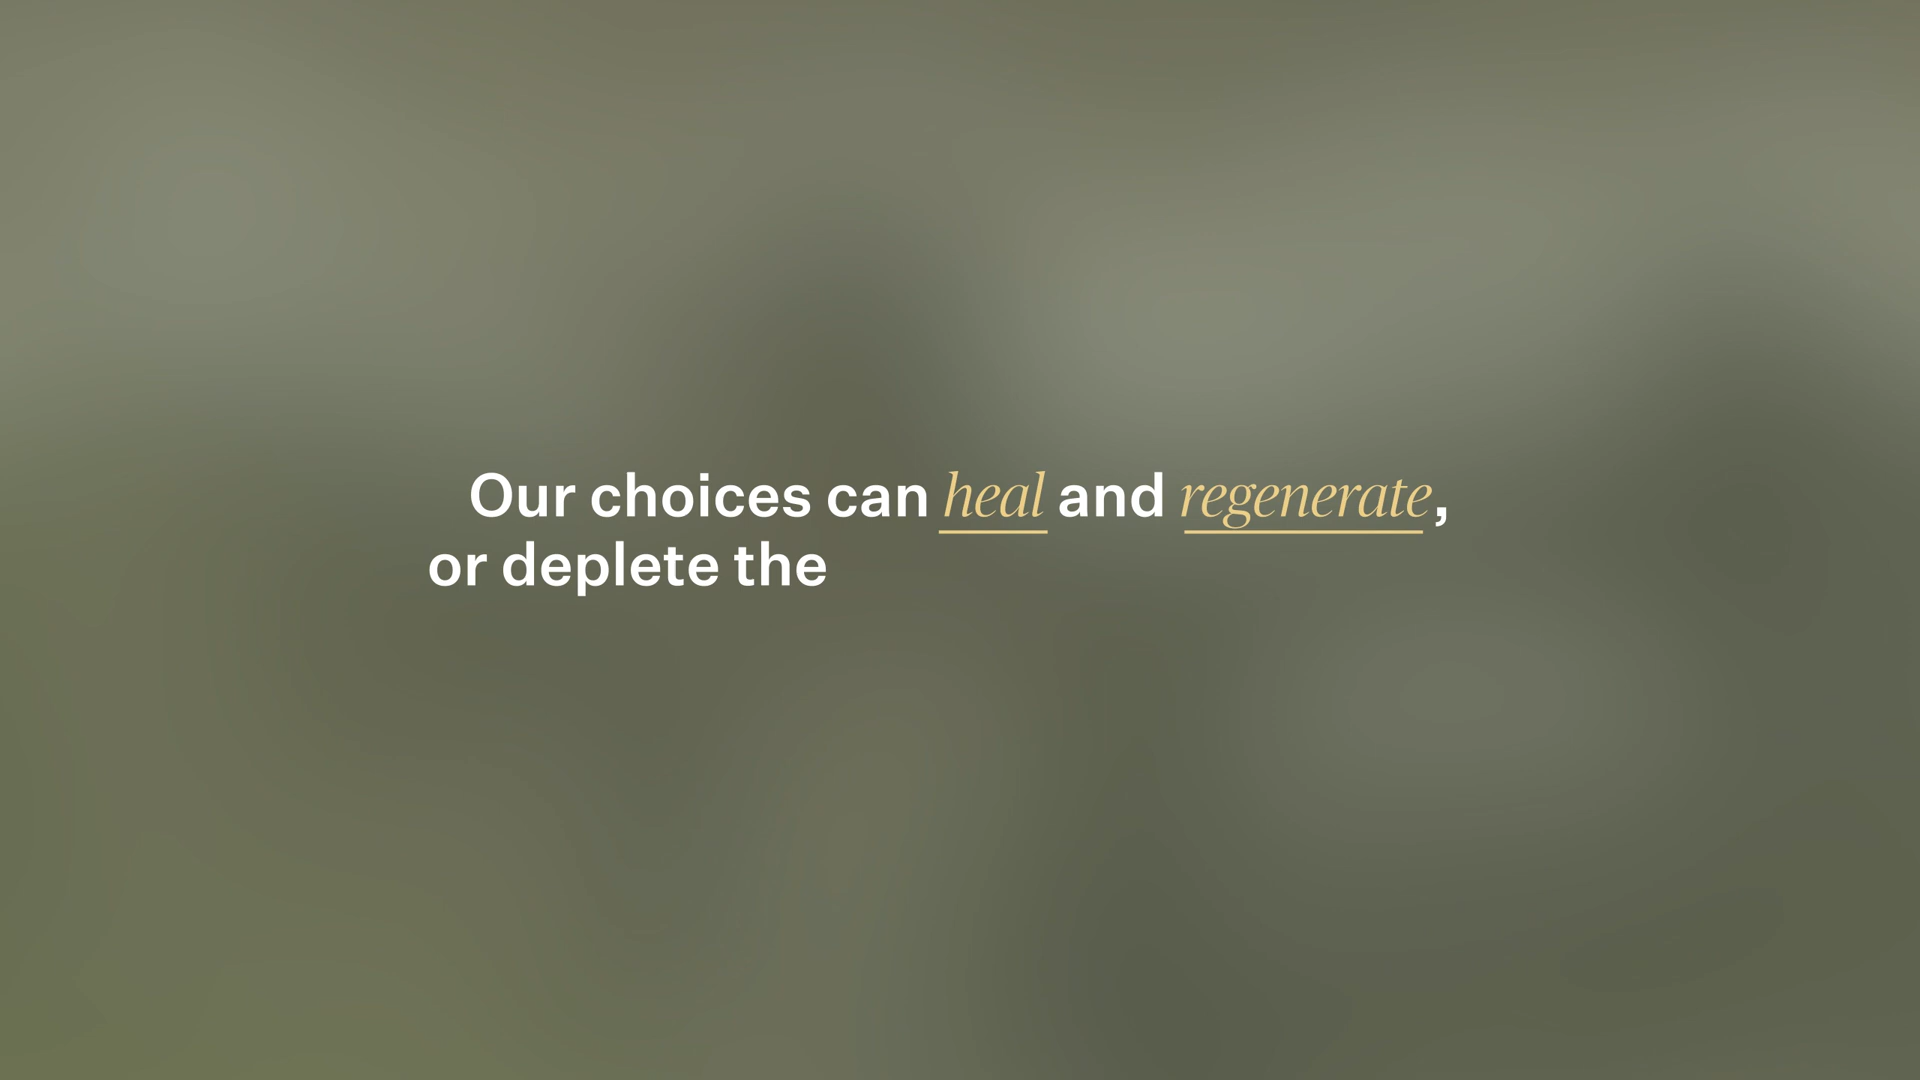 Our choices can heal and regenerate,
or deplete the